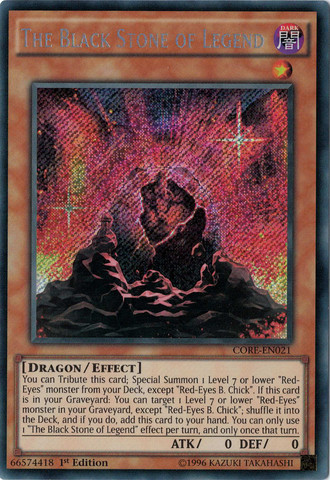 THE BLACK STONE OF LEGEND
DARK
闇
CORE-EN021
[DRAGON/EFFECT]
You can Tribute this card; Special Summon 1 Level 7 or lower "Red-
Eyes" monster from your Deck, except "Red-Eyes B. Chick". If this card
is in your Graveyard: You can target 1 Level 7 or lower "Red-Eyes"
monster in your Graveyard, except "Red-Eyes B. Chick"; shuffle it into
the Deck, and if you do, add this card to your hand. You can only use
1 "The Black Stone of Legend" effect per turn, and only once that turn.
ATK/ 0 DEF/ 0
66574418 1st Edition ©1996 KAZUKI TAKAHASHI